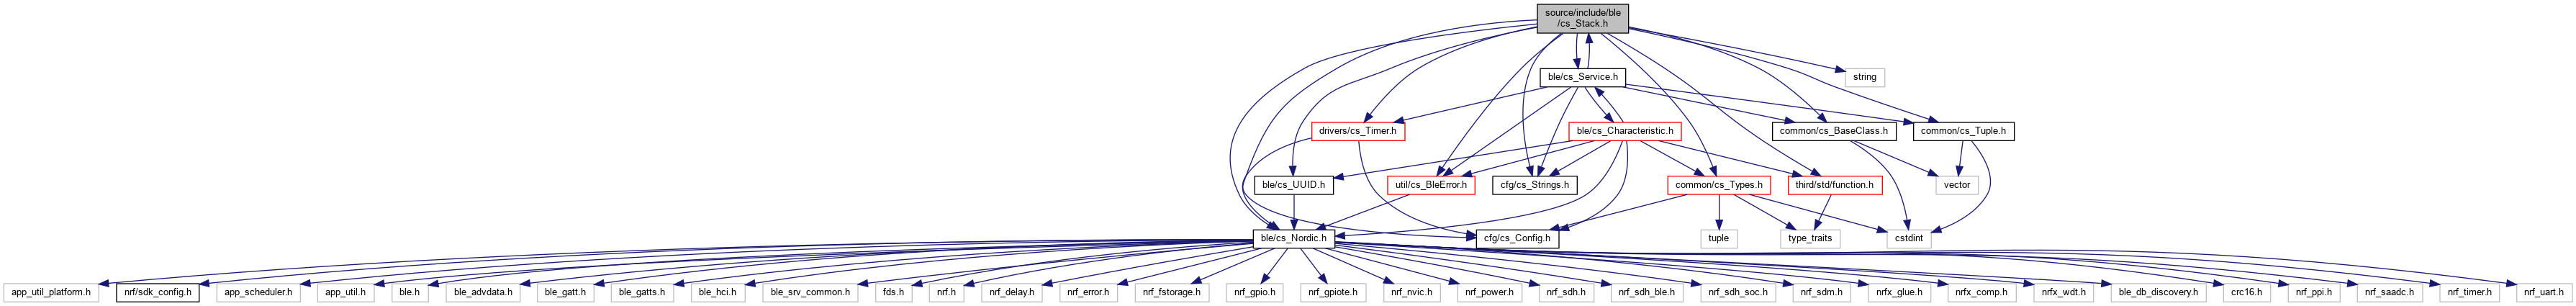 source/include/ble
/cs_Stack.h
ble/cs_Service.h
string
drivers/cs_Timer.h
ble/cs_Characteristic.h
common/cs_BaseClass.h
common/cs_Tuple.h
ble/cs_UUID.h
util/cs_BleError.h
cfg/cs_Strings.h
common/cs_Types.h
third/std/function.h
vector
ble/cs_Nordic.h
cfg/cs_Config.h
tuple
type_traits
cstdint
app_util_platform.h
nrf/sdk_config.h
app_scheduler.h
app_util.h
ble.h
ble_advdata.h
ble_gatt.h
ble_gatts.h
ble_hci.h
ble_srv_common.h
fds.h
nrf.h
nrf_delay.h
nrf_error.h
nrf_fstorage.h
nrf_gpio.h
nrf_gpiote.h
nrf_nvic.h
nrf_power.h
nrf_sdh.h
nrf_sdh_ble.h
nrf_sdh_soc.h
nrf_sdm.h
nrfx_glue.h
nrfx_comp.h
nrfx_wdt.h
ble_db_discovery.h
crc16.h
nrf_ppi.h
nrf_saadc.h
nrf_timer.h
nrf_uart.h